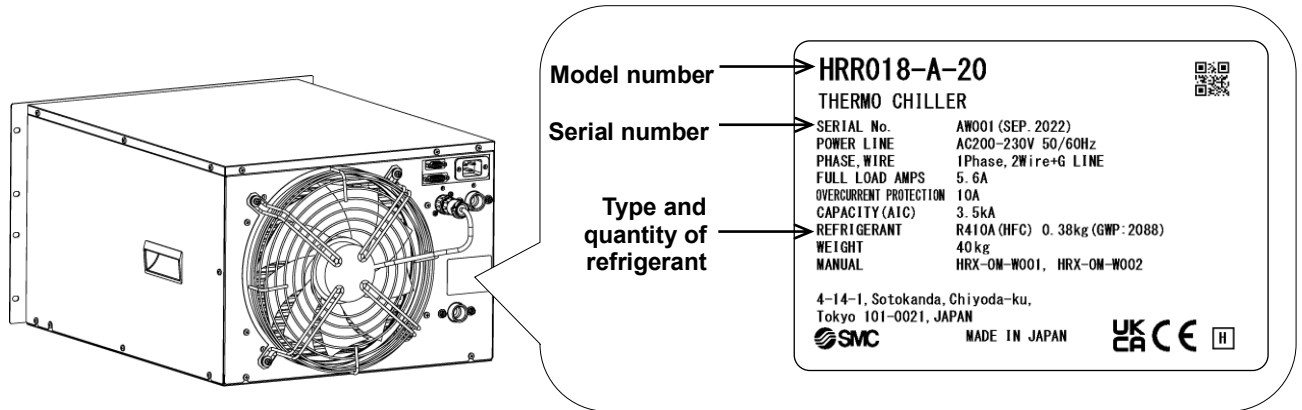 Model number
Serial number
Type and
quantity of
refrigerant
HRR018-A-20
THERMO CHILLER
SERIAL No. AW001(SEP.2022)
POWER LINE AC200-230V 50/60Hz
PHASE,WIRE 1Phase,2Wire+G LINE
FULL LOAD AMPS 5.6A
OVERCURRENT PROTECTION 10A
CAPACITY(AIC) 3.5kA
REFRIGERANT R410A(HFC) 0.38kg(GWP:2088)
WEIGHT 40kg
MANUAL HRX-OM-W001, HRX-OM-W002
4-14-1,Sotokanda,Chiyoda-ku,
Tokyo 101-0021,JAPAN
SMC MADE IN JAPAN UK CA CE H